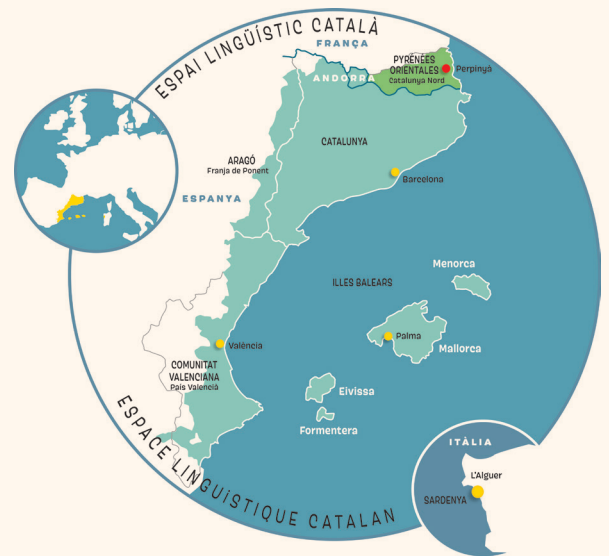 ESPAI LINGÜÍSTIC CATALÀ
FRANÇA
PYRÉNÉES
ORIENTALES
Catalunya Nord
Perpinyà
ANDORRA
CATALUNYA
ARAGÓ
Franja de Ponent
Barcelona
ESPANYA
Menorca
ILLES BALEARS
València
Palma
Mallorca
COMUNITAT
VALENCIANA
País Valencià
Eivissa
Formentera
ITÀLIA
L'Alguer
SARDENYA
ESPACE LINGUÍSTIQUE CATALAN